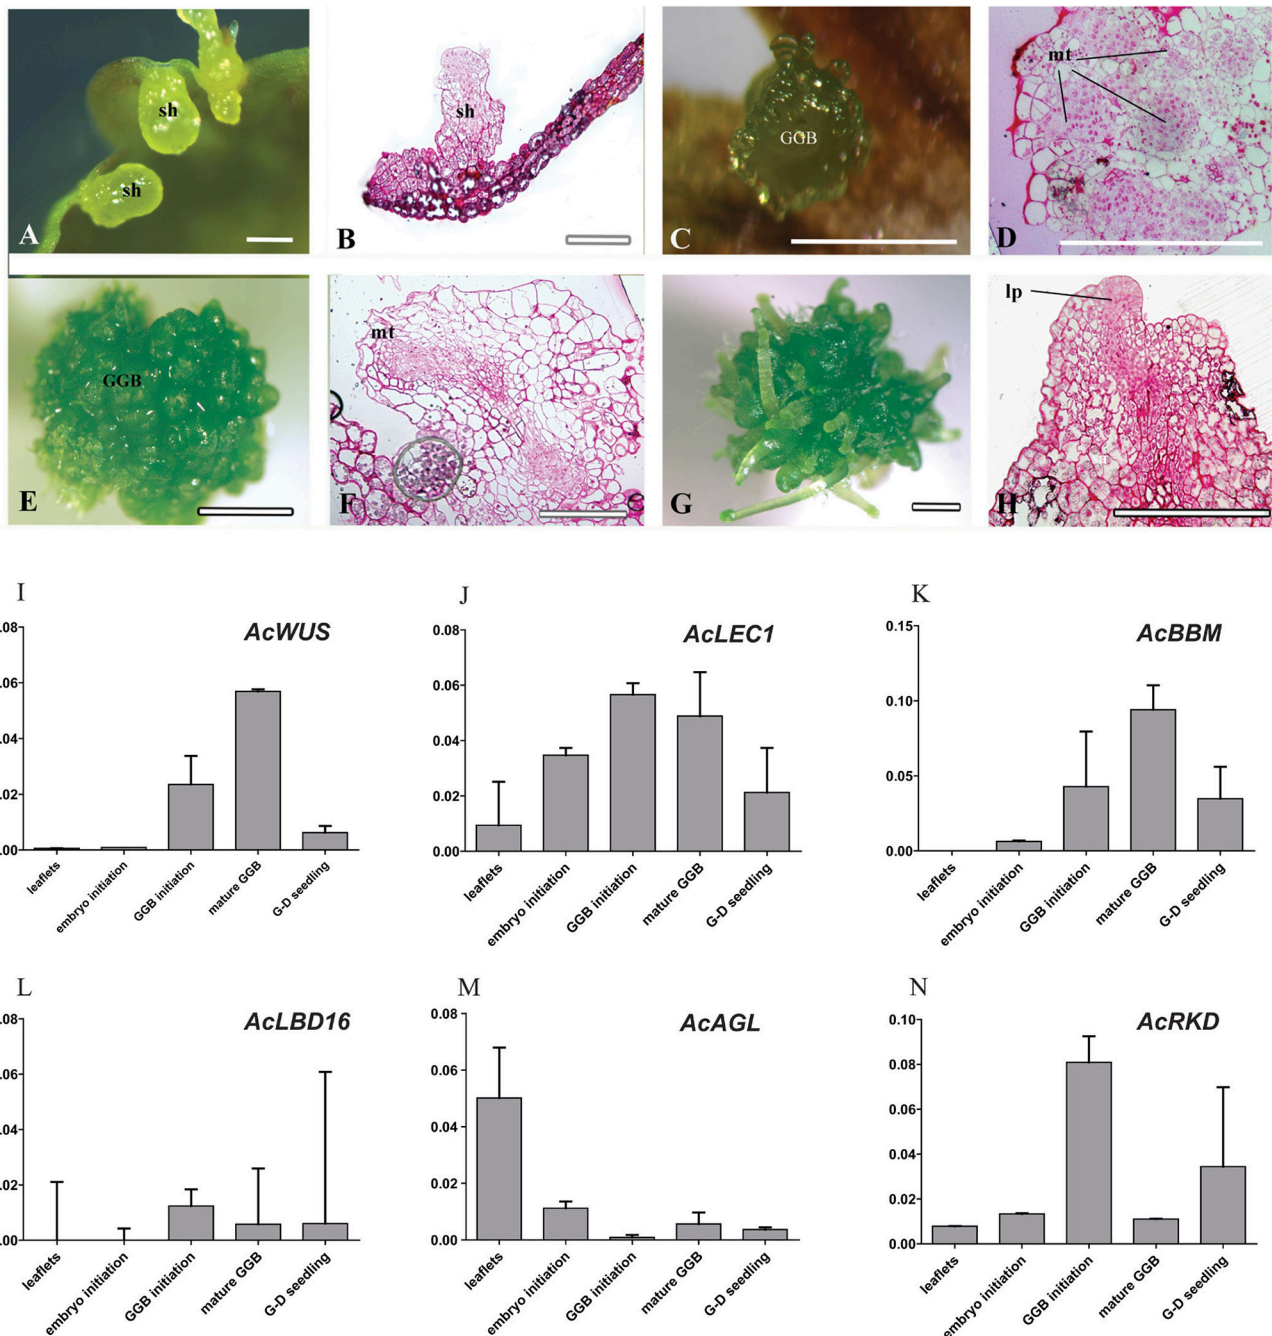 sh
sh
A
sh
B
GGB
C
mt
D
GGB
E
mt
F
G
lp
H
I
AcWUS
.08
.06
.04
.02
.00
leaflets
embryo initiation
GGB initiation
mature GGB
G-D seedling
J
AcLEC1
0.08
0.06
0.04
0.02
0.00
leaflets
embryo initiation
GGB initiation
mature GGB
G-D seedling
K
AcBBM
0.15
0.10
0.05
0.00
leaflets
embryo initiation
GGB initiation
mature GGB
G-D seedling
L
AcLBD16
.08
.06
.04
.02
.00
leaflets
embryo initiation
GGB initiation
mature GGB
G-D seedling
M
AcAGL
0.08
0.06
0.04
0.02
0.00
leaflets
embryo initiation
GGB initiation
mature GGB
G-D seedling
N
AcRKD
0.10
0.08
0.06
0.04
0.02
0.00
leaflets
embryo initiation
GGB initiation
mature GGB
G-D seedling